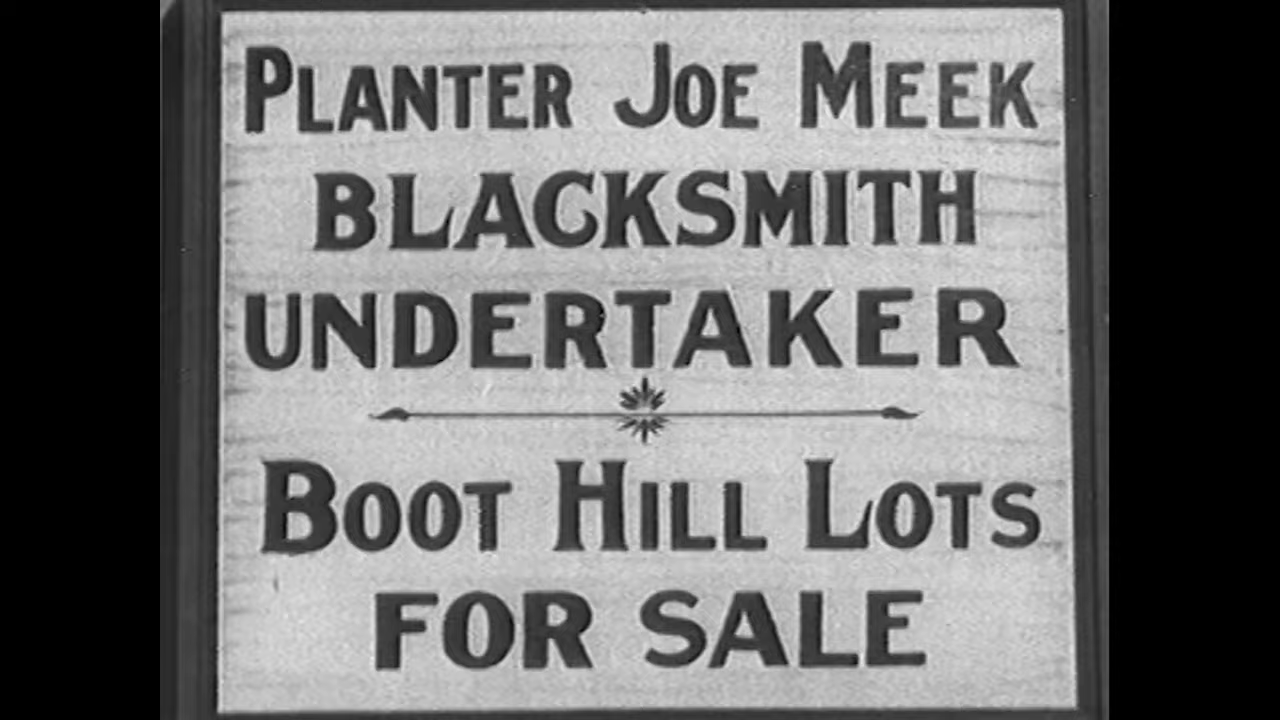 PLANTER JOE MEEK
BLACKSMITH
UNDERTAKER
BOOT HILL LOTS
FOR SALE